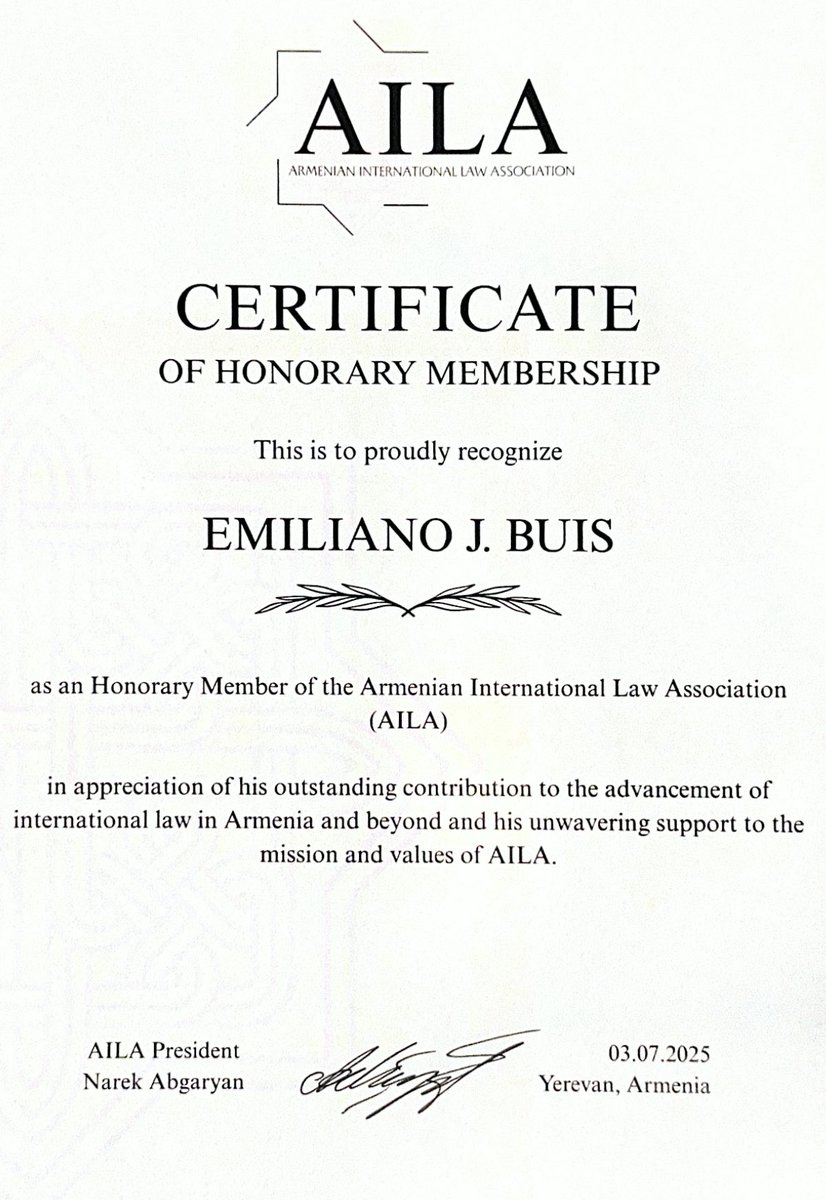 AILA
ARMENIAN INTERNATIONAL LAW ASSOCIATION
CERTIFICATE
OF HONORARY MEMBERSHIP
This is to proudly recognize
EMILIANO J. BUIS
as an Honorary Member of the Armenian International Law Association
(AILA)
in appreciation of his outstanding contribution to the advancement of
international law in Armenia and beyond and his unwavering support to the
mission and values of AILA.
AILA President
Narek Abgaryan
03.07.2025
Yerevan, Armenia